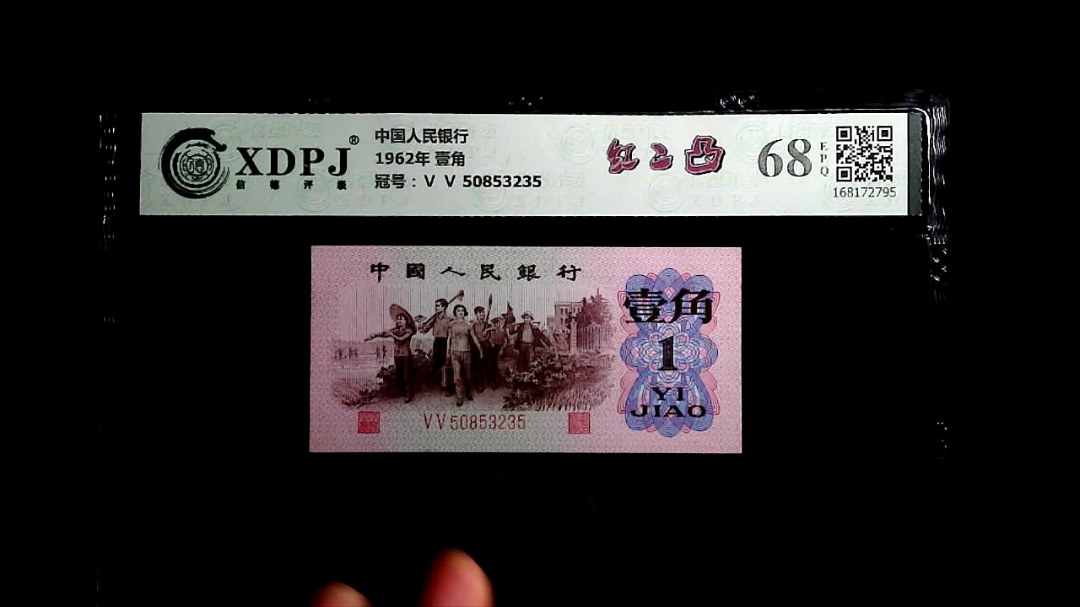 XDPJ®
信德评级
中国人民银行
1962年 壹角
冠号：V V 50853235
红二凸
68
EPQ
168172795
中國人民銀行
壹角
1
YI
JIAO
VV50853235